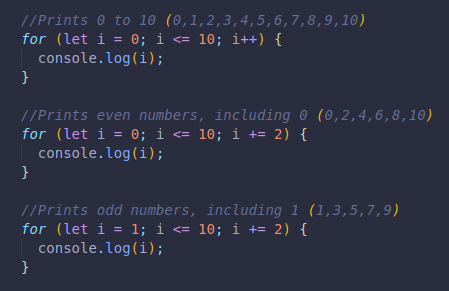 //Prints 0 to 10 (0,1,2,3,4,5,6,7,8,9,10)
for (let i = 0; i <= 10; i++) {
  console.log(i);
}

//Prints even numbers, including 0 (0,2,4,6,8,10)
for (let i = 0; i <= 10; i += 2) {
  console.log(i);
}

//Prints odd numbers, including 1 (1,3,5,7,9)
for (let i = 1; i <= 10; i += 2) {
  console.log(i);
}